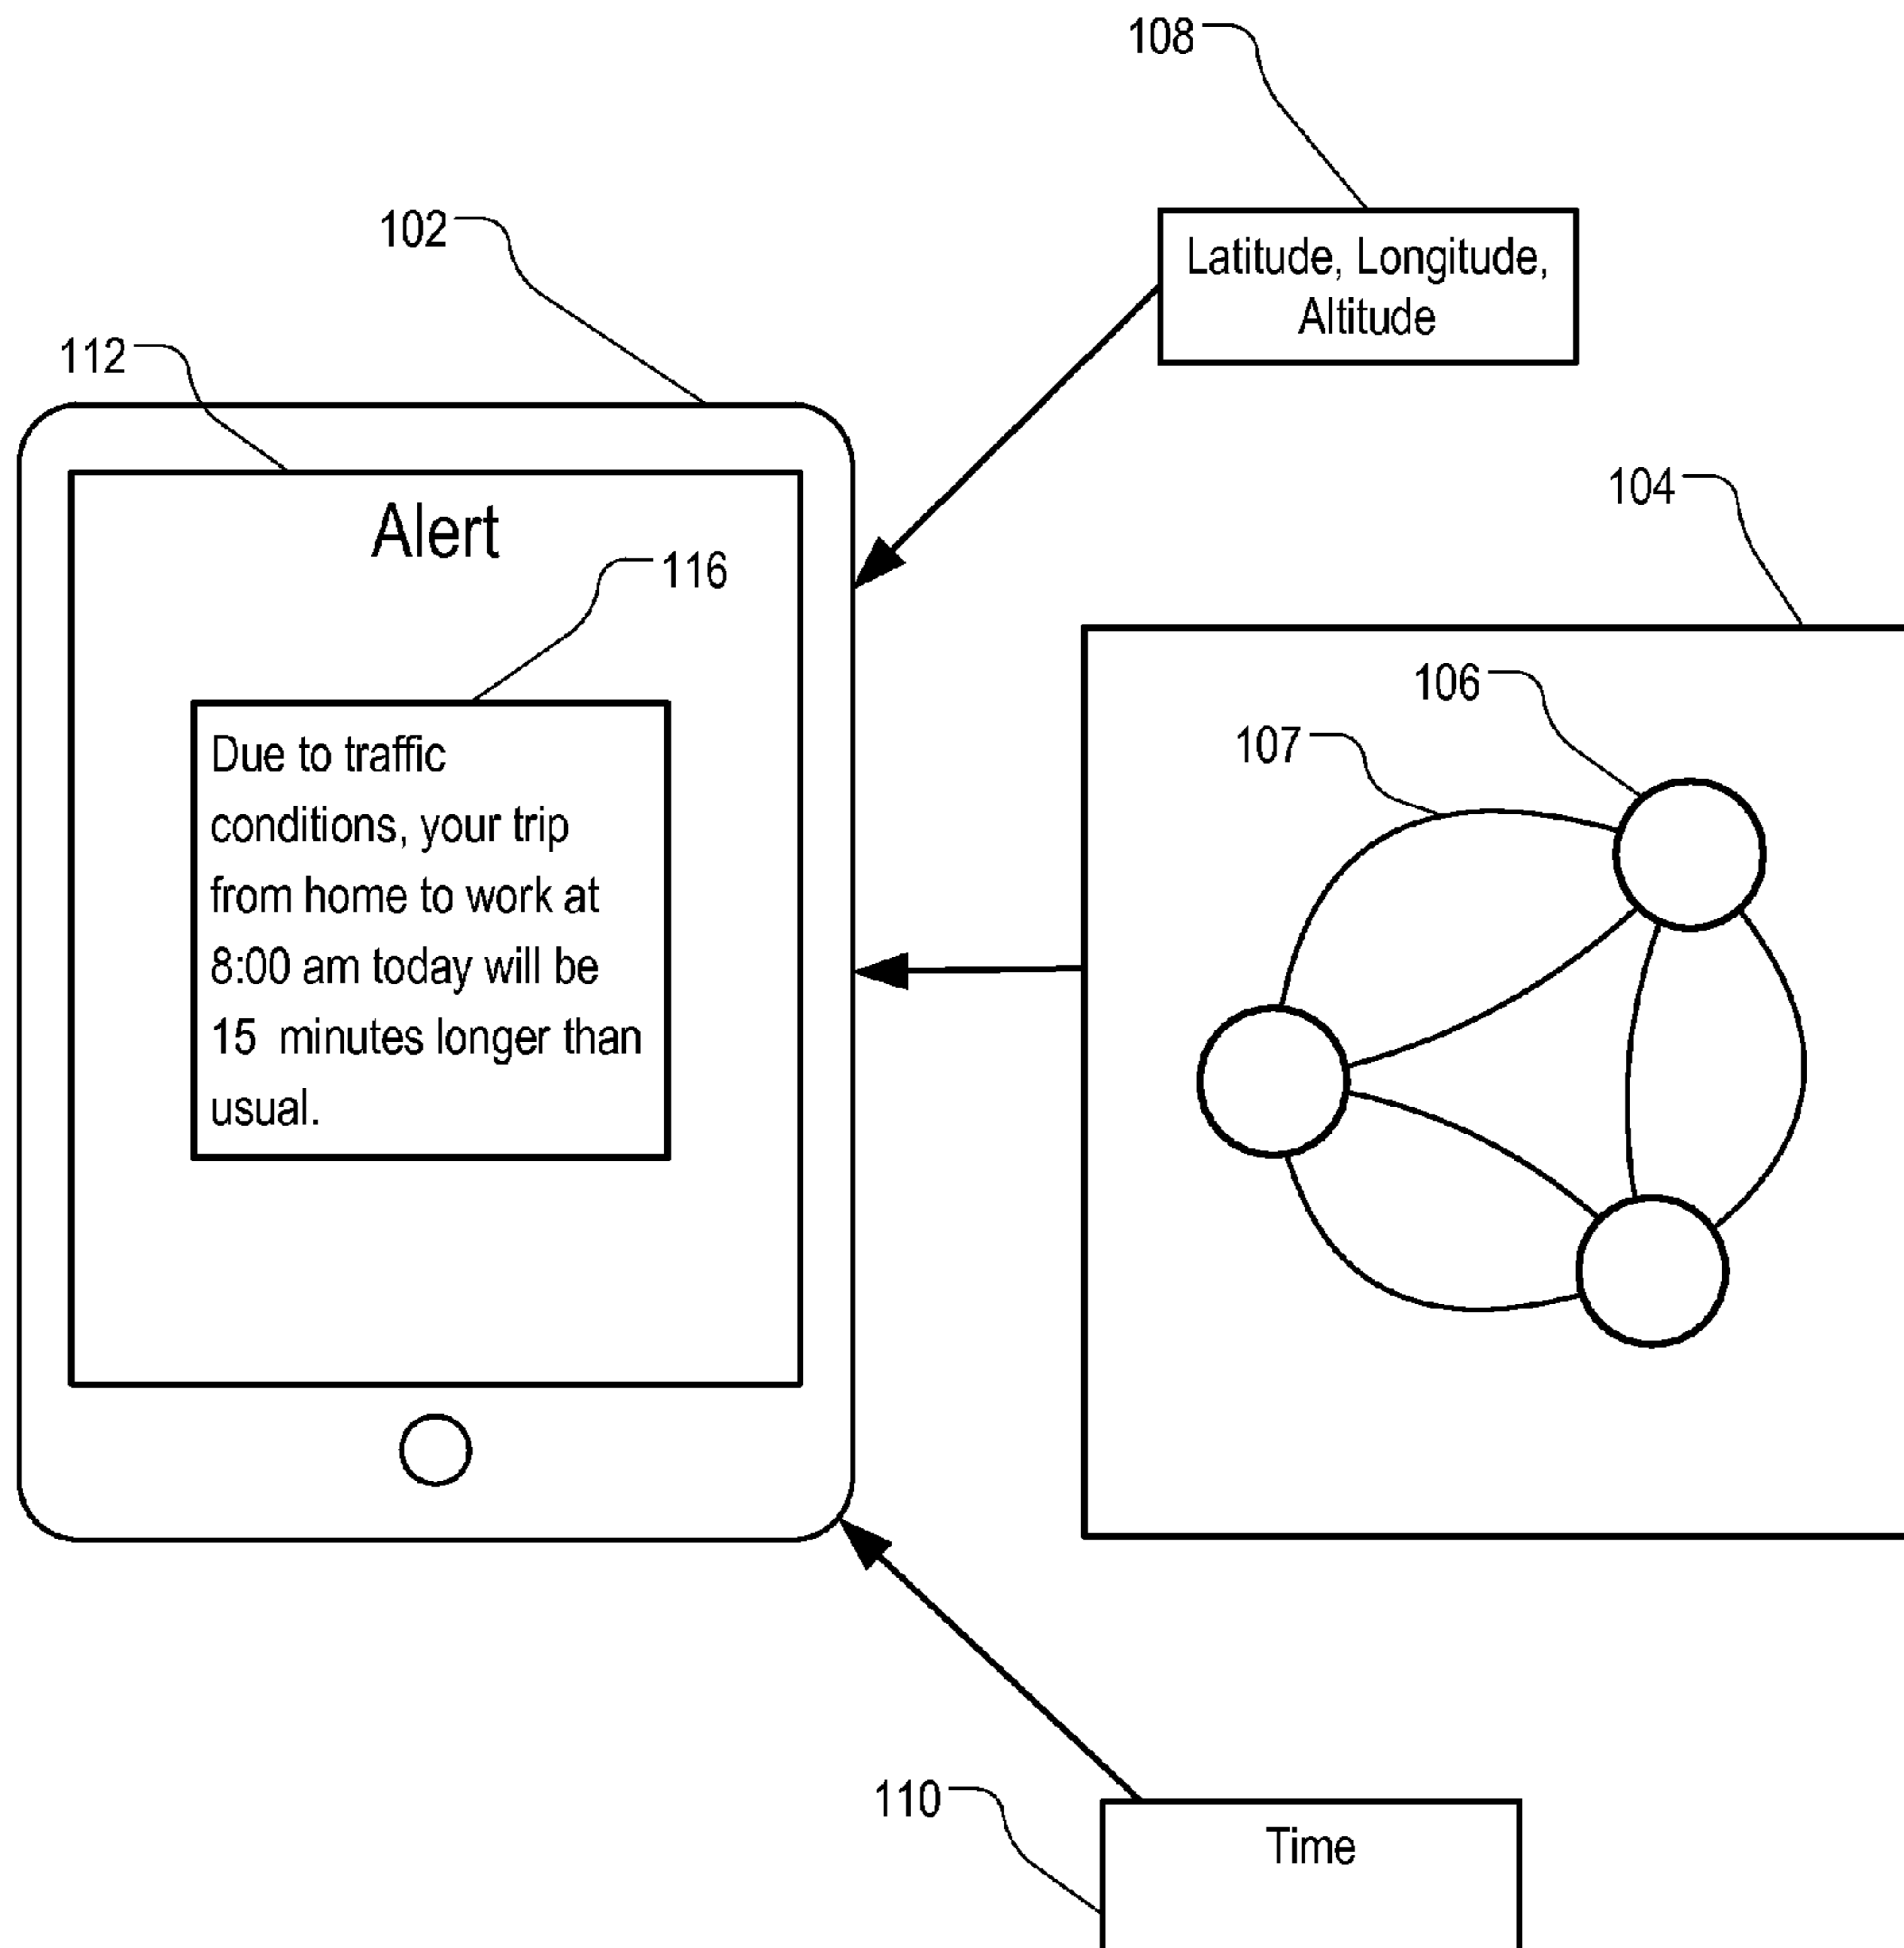 108
102
Latitude, Longitude,
Altitude
112
104
Alert
116
106
107
Due to traffic
conditions, your trip
from home to work at
8:00 am today will be
15 minutes longer than
usual.
110
Time